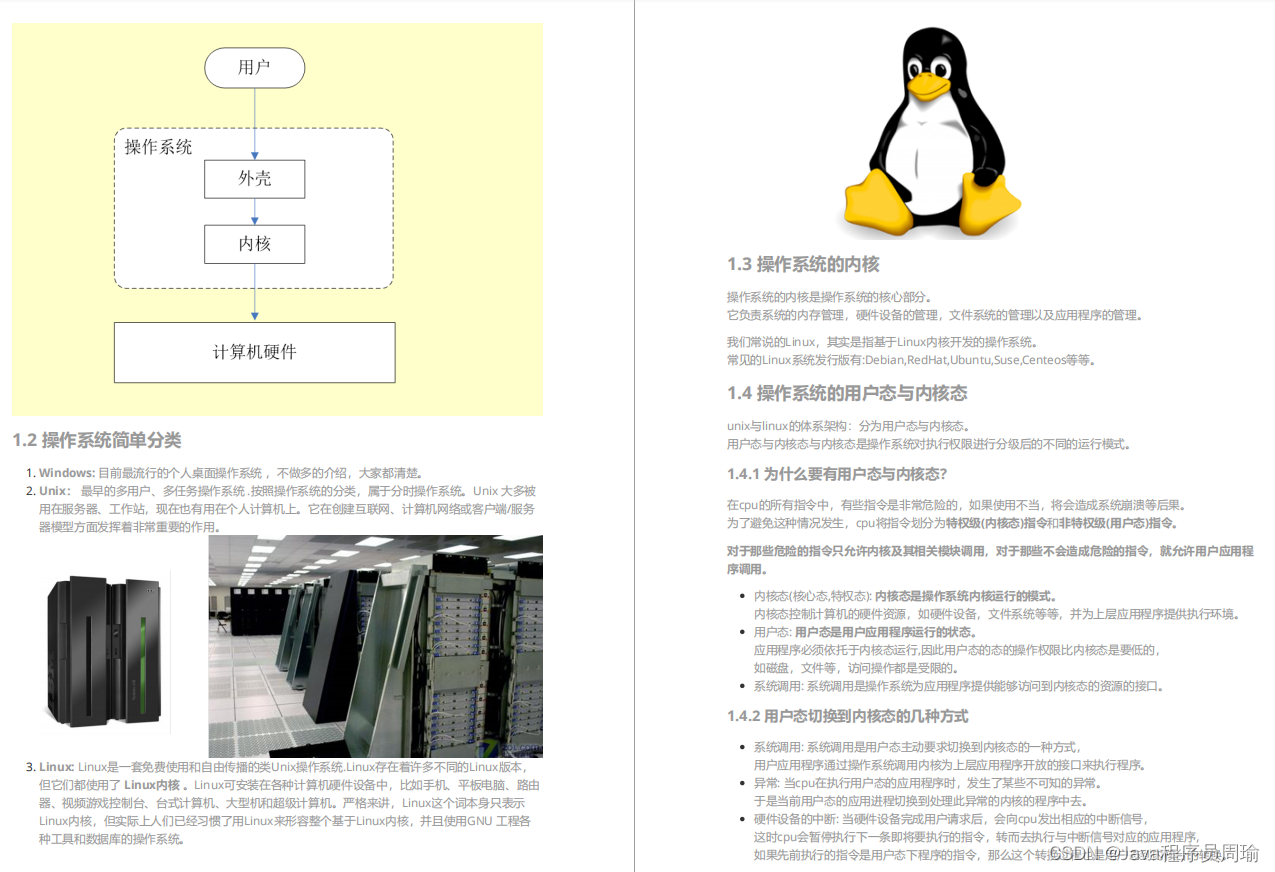 用户
操作系统
外壳
内核
计算机硬件
1.2 操作系统简单分类
1. Windows: 目前最流行的个人桌面操作系统 ，不做多的介绍，大家都清楚。
2. Unix： 最早的多用户、多任务操作系统 .按照操作系统的分类，属于分时操作系统。Unix 大多被
用在服务器、工作站，现在也有用在个人计算机上。它在创建互联网、计算机网络或客户端/服务
器模型方面发挥着非常重要的作用。
3. Linux: Linux是一套免费使用和自由传播的类Unix操作系统.Linux存在着许多不同的Linux版本，
但它们都使用了 Linux内核 。Linux可安装在各种计算机硬件设备中，比如手机、平板电脑、路由
器、视频游戏控制台、台式计算机、大型机和超级计算机。严格来讲，Linux这个词本身只表示
Linux内核，但实际上人们已经习惯了用Linux来形容整个基于Linux内核，并且使用GNU 工程各
种工具和数据库的操作系统。
1.3 操作系统的内核
操作系统的内核是操作系统的核心部分。
它负责系统的内存管理，硬件设备的管理，文件系统的管理以及应用程序的管理。
我们常说的Linux，其实是指基于Linux内核开发的操作系统。
常见的Linux系统发行版有:Debian,RedHat,Ubuntu,Suse,Centeos等等。
1.4 操作系统的用户态与内核态
unix与linux的体系架构：分为用户态与内核态。
用户态与内核态与内核态是操作系统对执行权限进行分级后的不同的运行模式。
1.4.1 为什么要有用户态与内核态?
在cpu的所有指令中，有些指令是非常危险的，如果使用不当，将会造成系统崩溃等后果。
为了避免这种情况发生，cpu将指令划分为特权级(内核态)指令和非特权级(用户态)指令。
对于那些危险的指令只允许内核及其相关模块调用，对于那些不会造成危险的指令，就允许用户应用程
序调用。
• 内核态(核心态,特权态): 内核态是操作系统内核运行的模式。
内核态控制计算机的硬件资源，如硬件设备，文件系统等等，并为上层应用程序提供执行环境。
• 用户态: 用户态是用户应用程序运行的状态。
应用程序必须依托于内核态运行,因此用户态的态的操作权限比内核态是要低的，
如磁盘，文件等，访问操作都是受限的。
• 系统调用: 系统调用是操作系统为应用程序提供能够访问到内核态的资源的接口。
1.4.2 用户态切换到内核态的几种方式
• 系统调用: 系统调用是用户态主动要求切换到内核态的一种方式，
用户应用程序通过操作系统调用内核为上层应用程序开放的接口来执行程序。
• 异常: 当cpu在执行用户态的应用程序时，发生了某些不可知的异常。
于是当前用户态的应用进程切换到处理此异常的内核的程序中去。
• 硬件设备的中断: 当硬件设备完成用户请求后，会向cpu发出相应的中断信号，
这时cpu会暂停执行下一条即将要执行的指令，转而去执行与中断信号对应的应用程序，
如果先前执行的指令是用户态下程序的指令，那么这个转换过程也是
CSDN @Java程序员周瑜